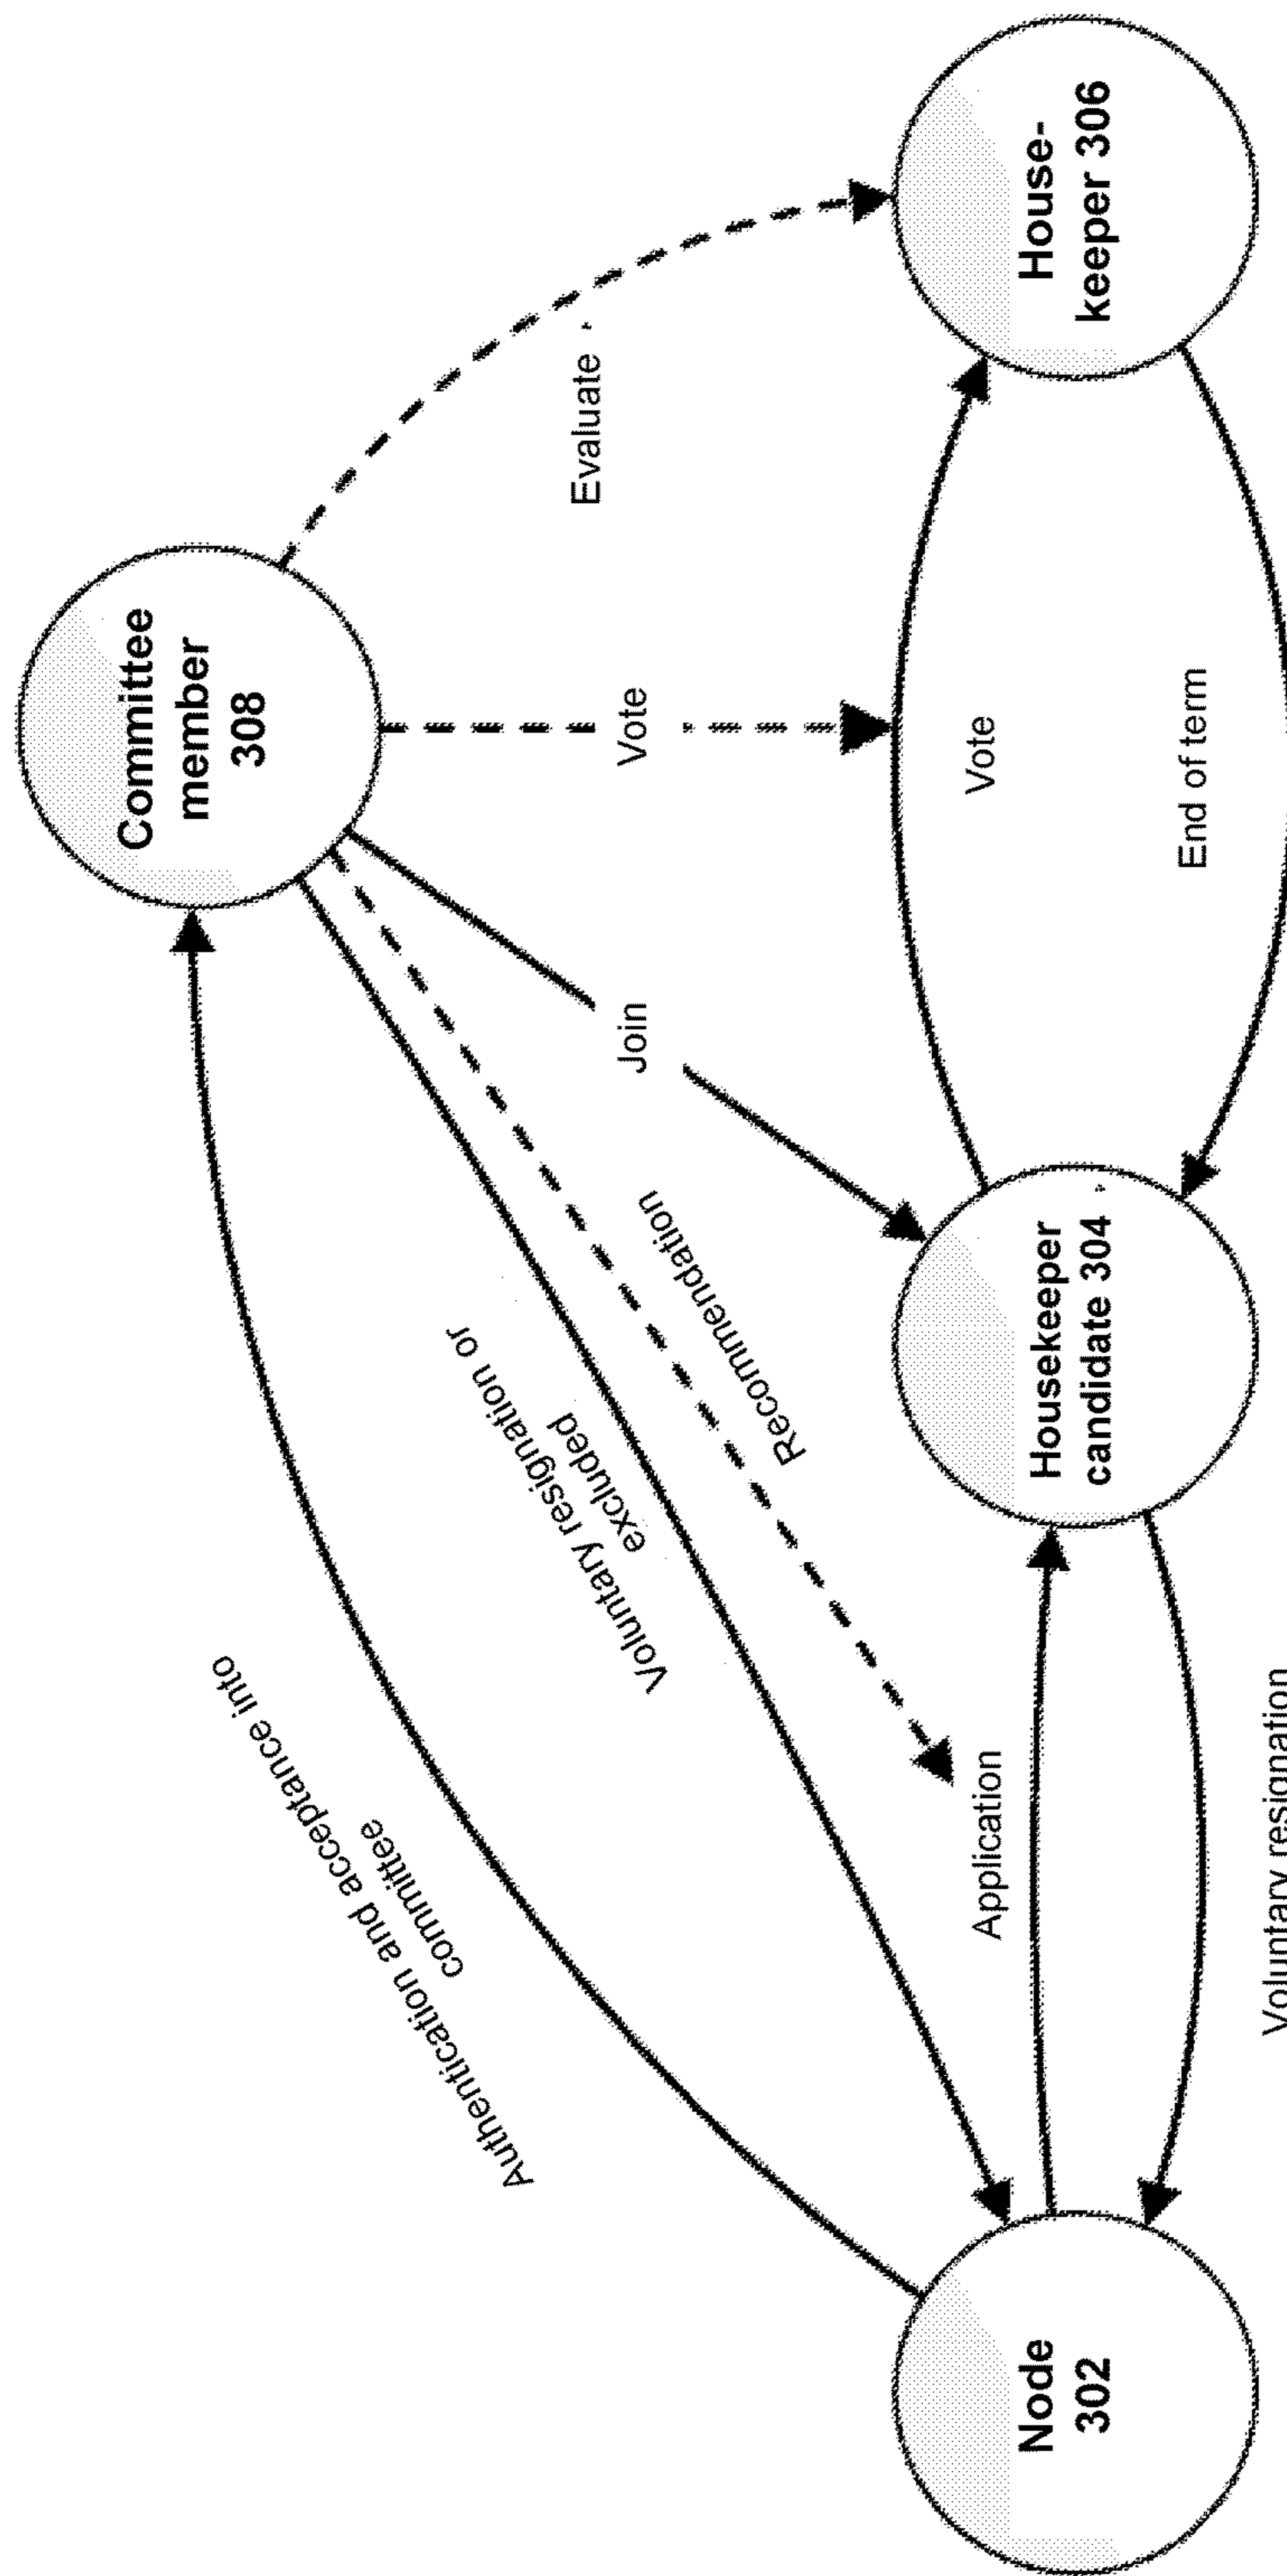 Committee
member
308
Authentication and acceptance into
committee
Voluntary resignation or
excluded
Recommendation
Join
Vote
Evaluate
Node
302
Application
Voluntary resignation
Housekeeper
candidate 304
Vote
End of term
House-
keeper 306